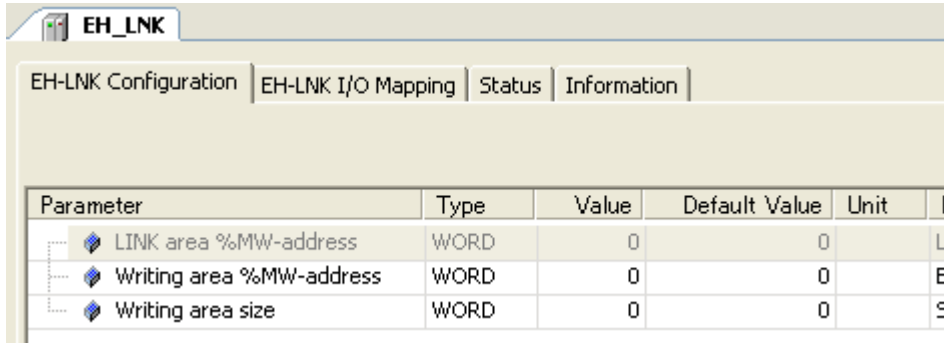 EH_LNK
EH-LNK Configuration EH-LNK I/O Mapping Status Information
Parameter Type Value Default Value Unit
LINK area %MW-address WORD 0 0 L
Writing area %MW-address WORD 0 0 E
Writing area size WORD 0 0 S